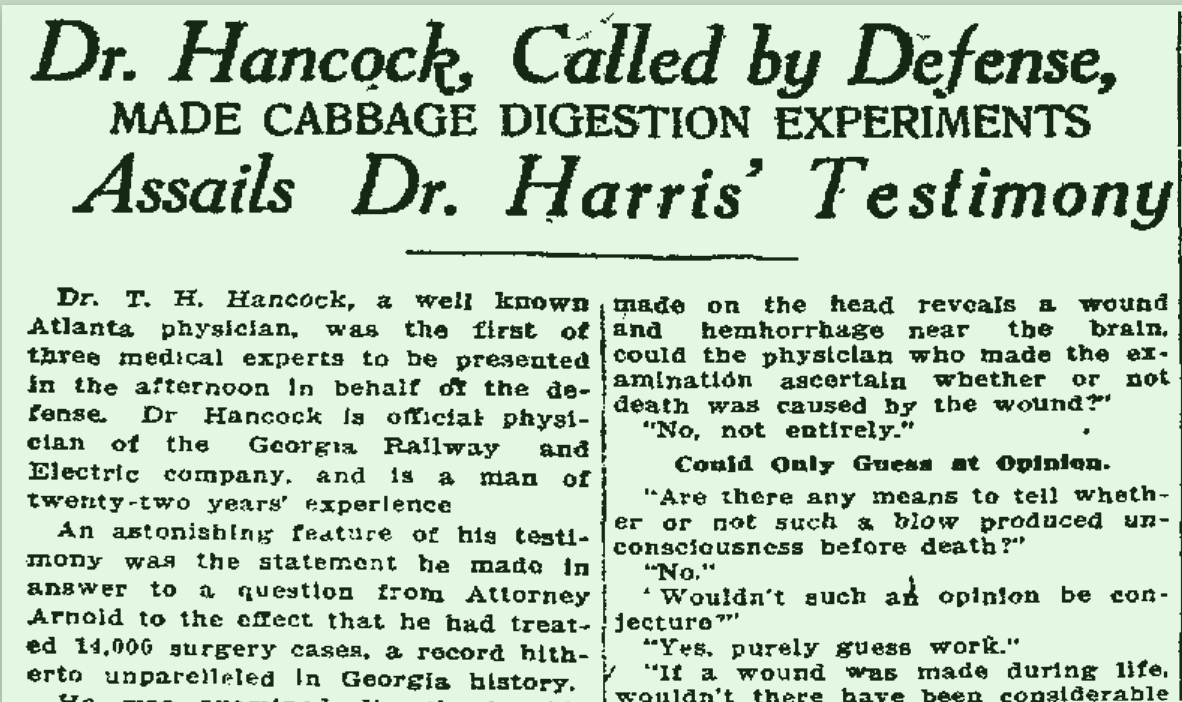 Dr. Hancock, Called by Defense,
MADE CABBAGE DIGESTION EXPERIMENTS
Assails Dr. Harris' Testimony
Dr. T. H. Hancock, a well known
Atlanta physician, was the first of
three medical experts to be presented
in the afternoon in behalf of the de-
fense. Dr Hancock is official physi-
cian of the Georgia Railway and
Electric company, and is a man of
twenty-two years' experience
An astonishing feature of his testi-
mony was the statement he made in
answer to a question from Attorney
Arnold to the effect that he had treat-
ed 14,000 surgery cases, a record hith-
erto unparelleled in Georgia history.
made on the head reveals a wound
and hemhorrhage near the brain,
could the physician who made the ex-
amination ascertain whether or not
death was caused by the wound?"
"No, not entirely."
Could Only Guess at Opinion.
"Are there any means to tell wheth-
er or not such a blow produced un-
consciousness before death?"
"No."
'Wouldn't such an opinion be con-
jecture?"
"Yes, purely guess work."
"If a wound was made during life,
wouldn't there have been considerable